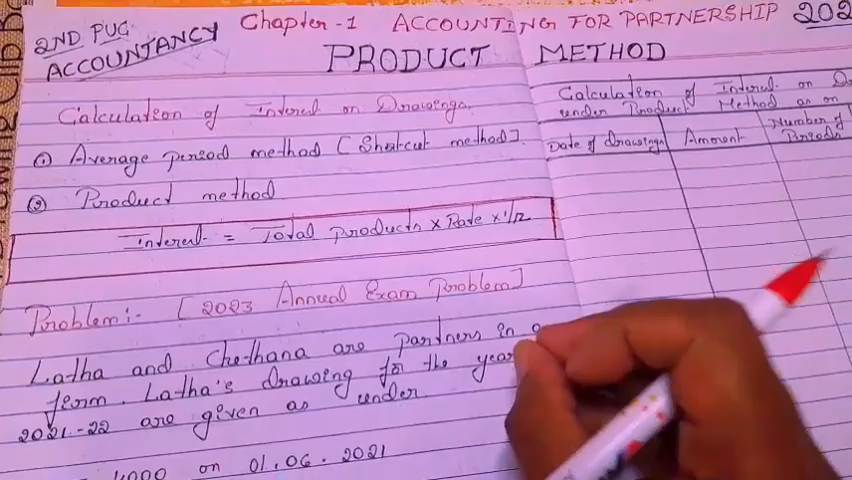 2ND PUC
ACCOUNTANCY
Chapter-1 ACCOUNTING FOR PARTNERSHIP 202
PRODUCT METHOD
Calculation of Interest on Drawings.
① Average period method [Shortcut method].
② Product method
Interest = Total products × Rate × 1/12
Problem:- [2023 Annual Exam Problem]
Latha and Chethana are partners in a
firm. Latha's drawing for the year
2021-22 are given as under.
4000 on 01.06.2021
Calculation of Interest on Dr
under Product Method as on
Date of drawings Amount Number of
Periods